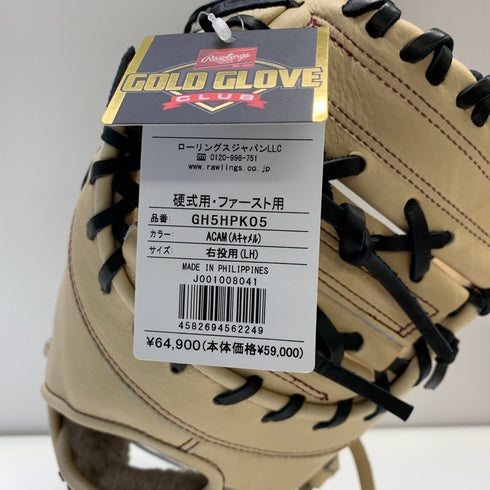 Rawlings
GOLD GLOVE
CLUB
ローリングスジャパンLLC
☎ 0120-998-751
www.rawlings.co.jp
硬式用・ファースト用
品番: GH5HPK05
カラー: ACAM(Aキャメル)
サイズ: 右投用(LH)
MADE IN PHILIPPINES
J001008041
4582694562249
¥64,900(本体価格¥59,000)